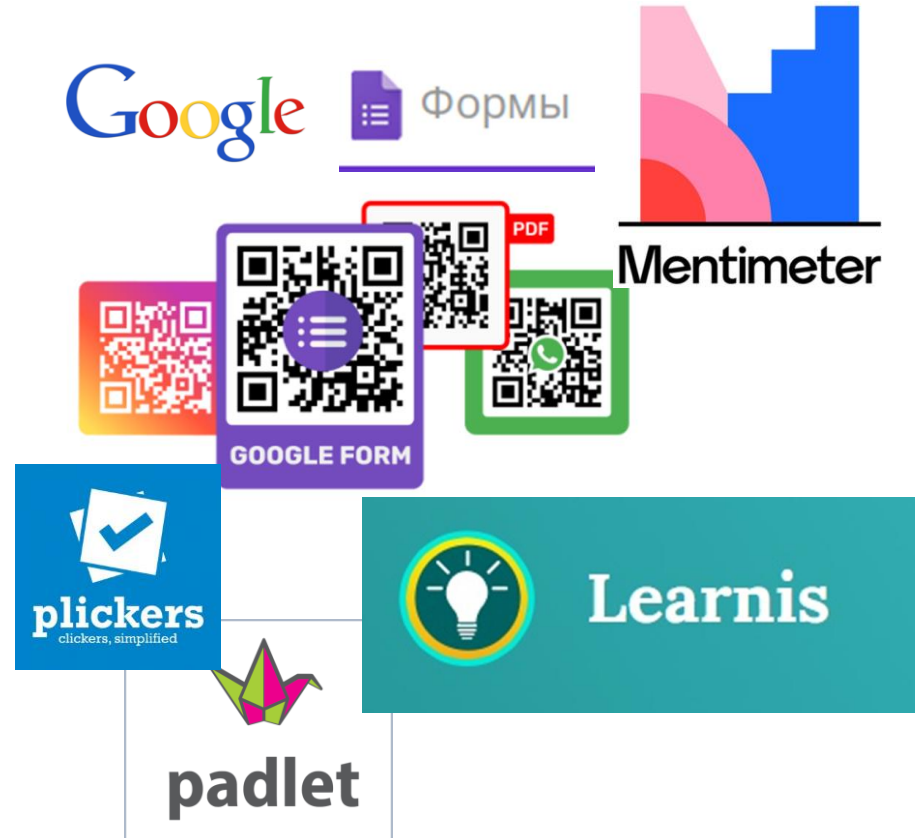 Google
Формы
Mentimeter
PDF
GOOGLE FORM
plickers
clickers, simplified
Learnis
padlet